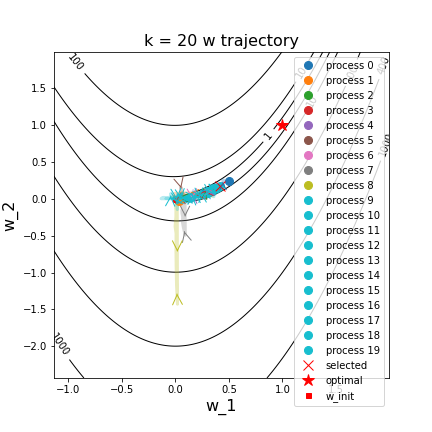 k = 20 w trajectory
w_2
1.5
1.0
0.5
0.0
−0.5
−1.0
−1.5
−2.0
−1.0
−0.5
0.0
0.5
1.0
w_1
100
1
1000
process 0
process 1
process 2
process 3
process 4
process 5
process 6
process 7
process 8
process 9
process 10
process 11
process 12
process 13
process 14
process 15
process 16
process 17
process 18
process 19
selected
optimal
w_init